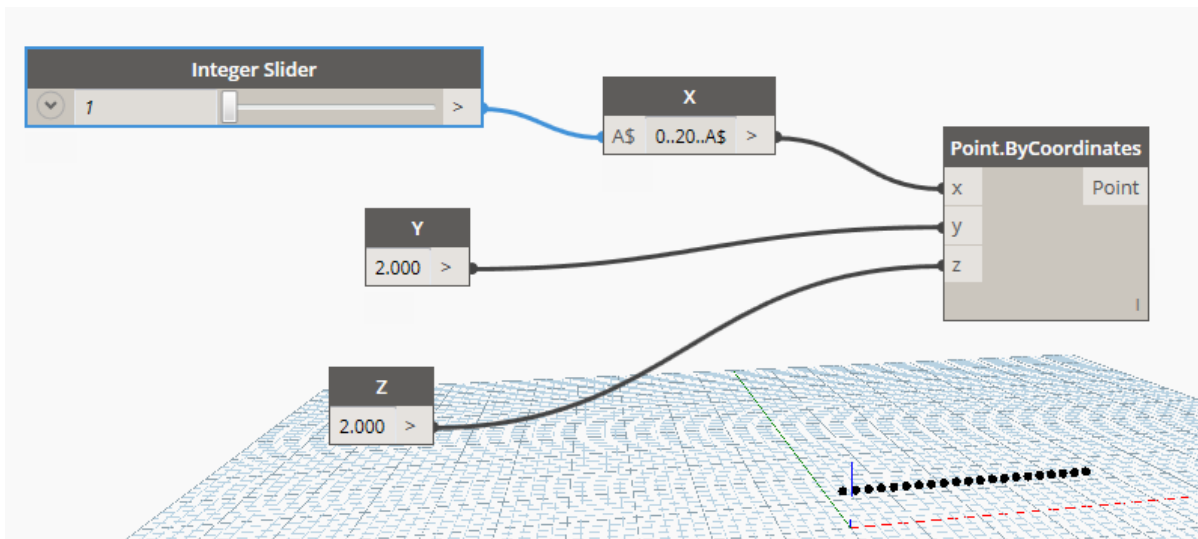 Integer Slider
1 >
X
A$ 0..20..A$ >
Point.ByCoordinates
x Point
y
z
l
Y
2.000 >
Z
2.000 >